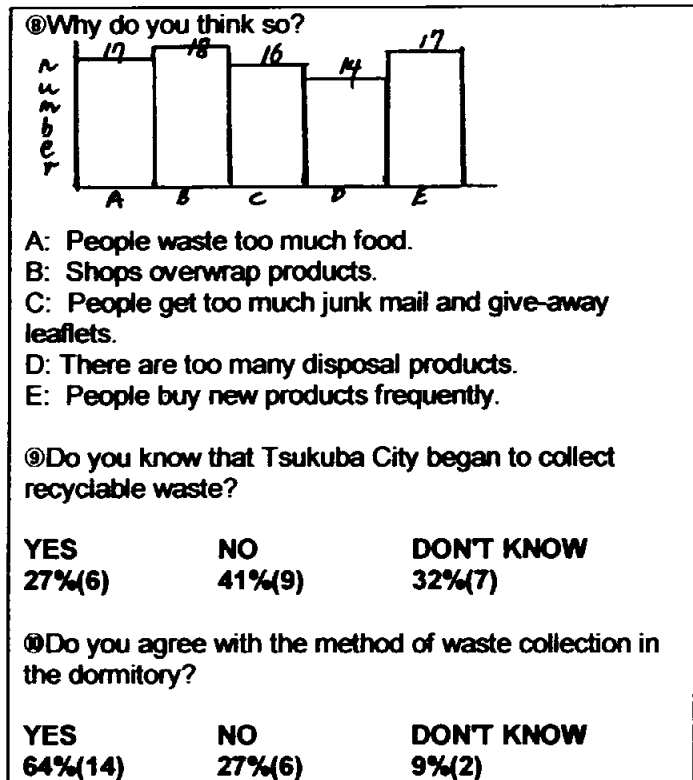 ⑧Why do you think so?
17 18 16 14 17
number
A B C D E
A: People waste too much food.
B: Shops overwrap products.
C: People get too much junk mail and give-away
leaflets.
D: There are too many disposal products.
E: People buy new products frequently.
⑨Do you know that Tsukuba City began to collect
recyclable waste?
YES NO DON'T KNOW
27%(6) 41%(9) 32%(7)
⑩Do you agree with the method of waste collection in
the dormitory?
YES NO DON'T KNOW
64%(14) 27%(6) 9%(2)